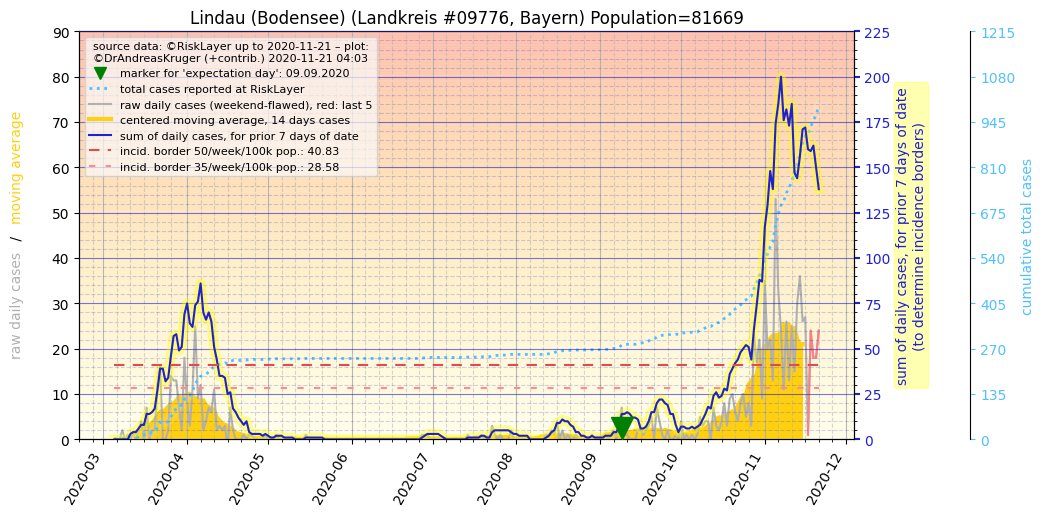 Lindau (Bodensee) (Landkreis #09776, Bayern) Population=81669
source data: ©RiskLayer up to 2020-11-21 – plot:
©DrAndreasKruger (+contrib.) 2020-11-21 04:03
marker for 'expectation day': 09.09.2020
total cases reported at RiskLayer
raw daily cases (weekend-flawed), red: last 5
centered moving average, 14 days cases
sum of daily cases, for prior 7 days of date
incid. border 50/week/100k pop.: 40.83
incid. border 35/week/100k pop.: 28.58
raw daily cases / moving average
90
80
70
60
50
40
30
20
10
0
2020-03
2020-04
2020-05
2020-06
2020-07
2020-08
2020-09
2020-10
2020-11
2020-12
225
200
175
150
125
100
75
50
25
0
sum of daily cases, for prior 7 days of date
(to determine incidence borders)
1215
1080
945
810
675
540
405
270
135
0
cumulative total cases